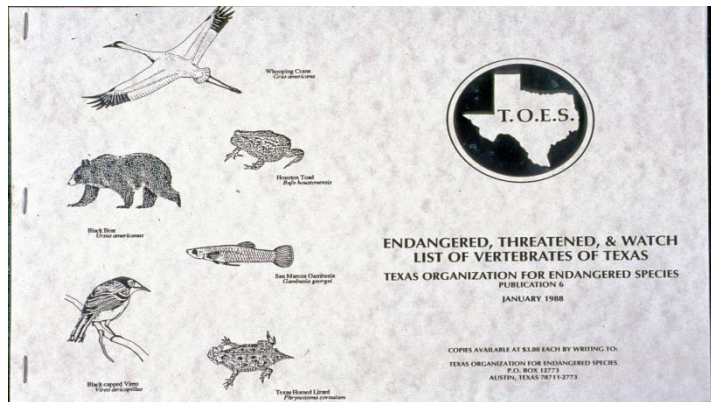 Whooping Crane
Grus americana
Houston Toad
Bufo houstonensis
Black Bear
Ursus americanus
San Marcos Gambusia
Gambusia georgei
Black-capped Vireo
Vireo atricapillus
Texas Horned Lizard
Phrynosoma cornutum
T.O.E.S.
ENDANGERED, THREATENED, & WATCH
LIST OF VERTEBRATES OF TEXAS
TEXAS ORGANIZATION FOR ENDANGERED SPECIES
PUBLICATION 6
JANUARY 1988
COPIES AVAILABLE AT $3.00 EACH BY WRITING TO:
TEXAS ORGANIZATION FOR ENDANGERED SPECIES
P.O. BOX 12773
AUSTIN, TEXAS 78711-2773